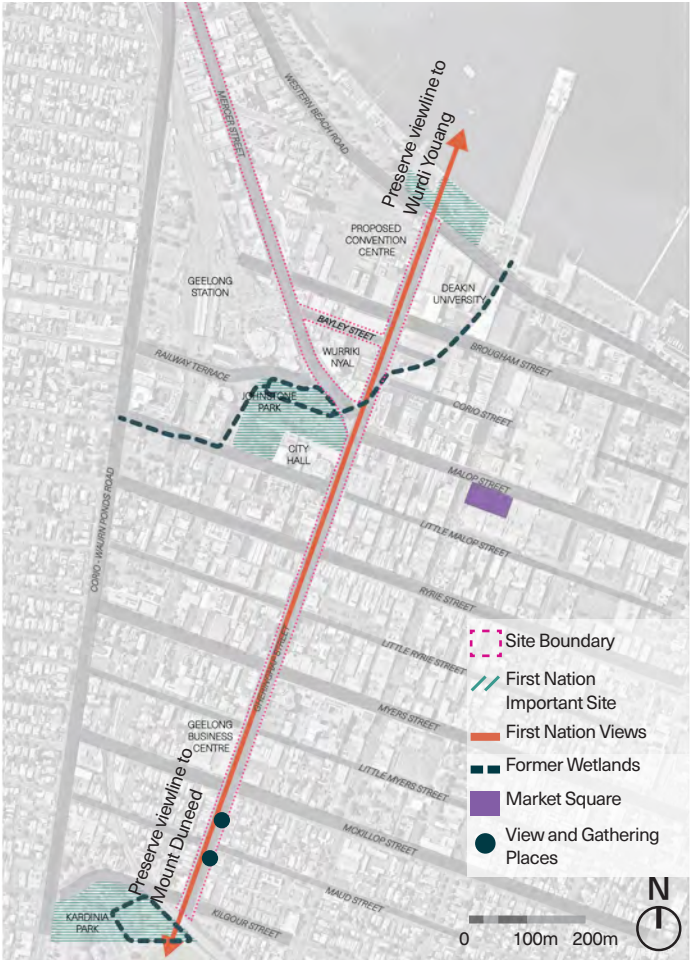 WESTERN BEACH ROAD
MERCER STREET
Preserve viewline to
Wurdi Youang
PROPOSED
CONVENTION
CENTRE
GEELONG
STATION
DEAKIN
UNIVERSITY
BAYLEY STEET
WURRIKI
NYAL
BROUGHAM STREET
RAILWAY TERRACE
JOHNSTONE
PARK
CORIO STREET
CITY
HALL
MALOP STREET
LITTLE MALOP STREET
CORIO - WAURN PONDS ROAD
RYRIE STREET
LITTLE RYRIE STREET
MYERS STREET
GEELONG
BUSINESS
CENTRE
LITTLE MYERS STREET
MCKILLOP STREET
Preserve viewline to
Mount Duneed
MAUD STREET
KILGOUR STREET
KARDINIA
PARK
Site Boundary
First Nation
Important Site
First Nation Views
Former Wetlands
Market Square
View and Gathering
Places
N
0 100m 200m